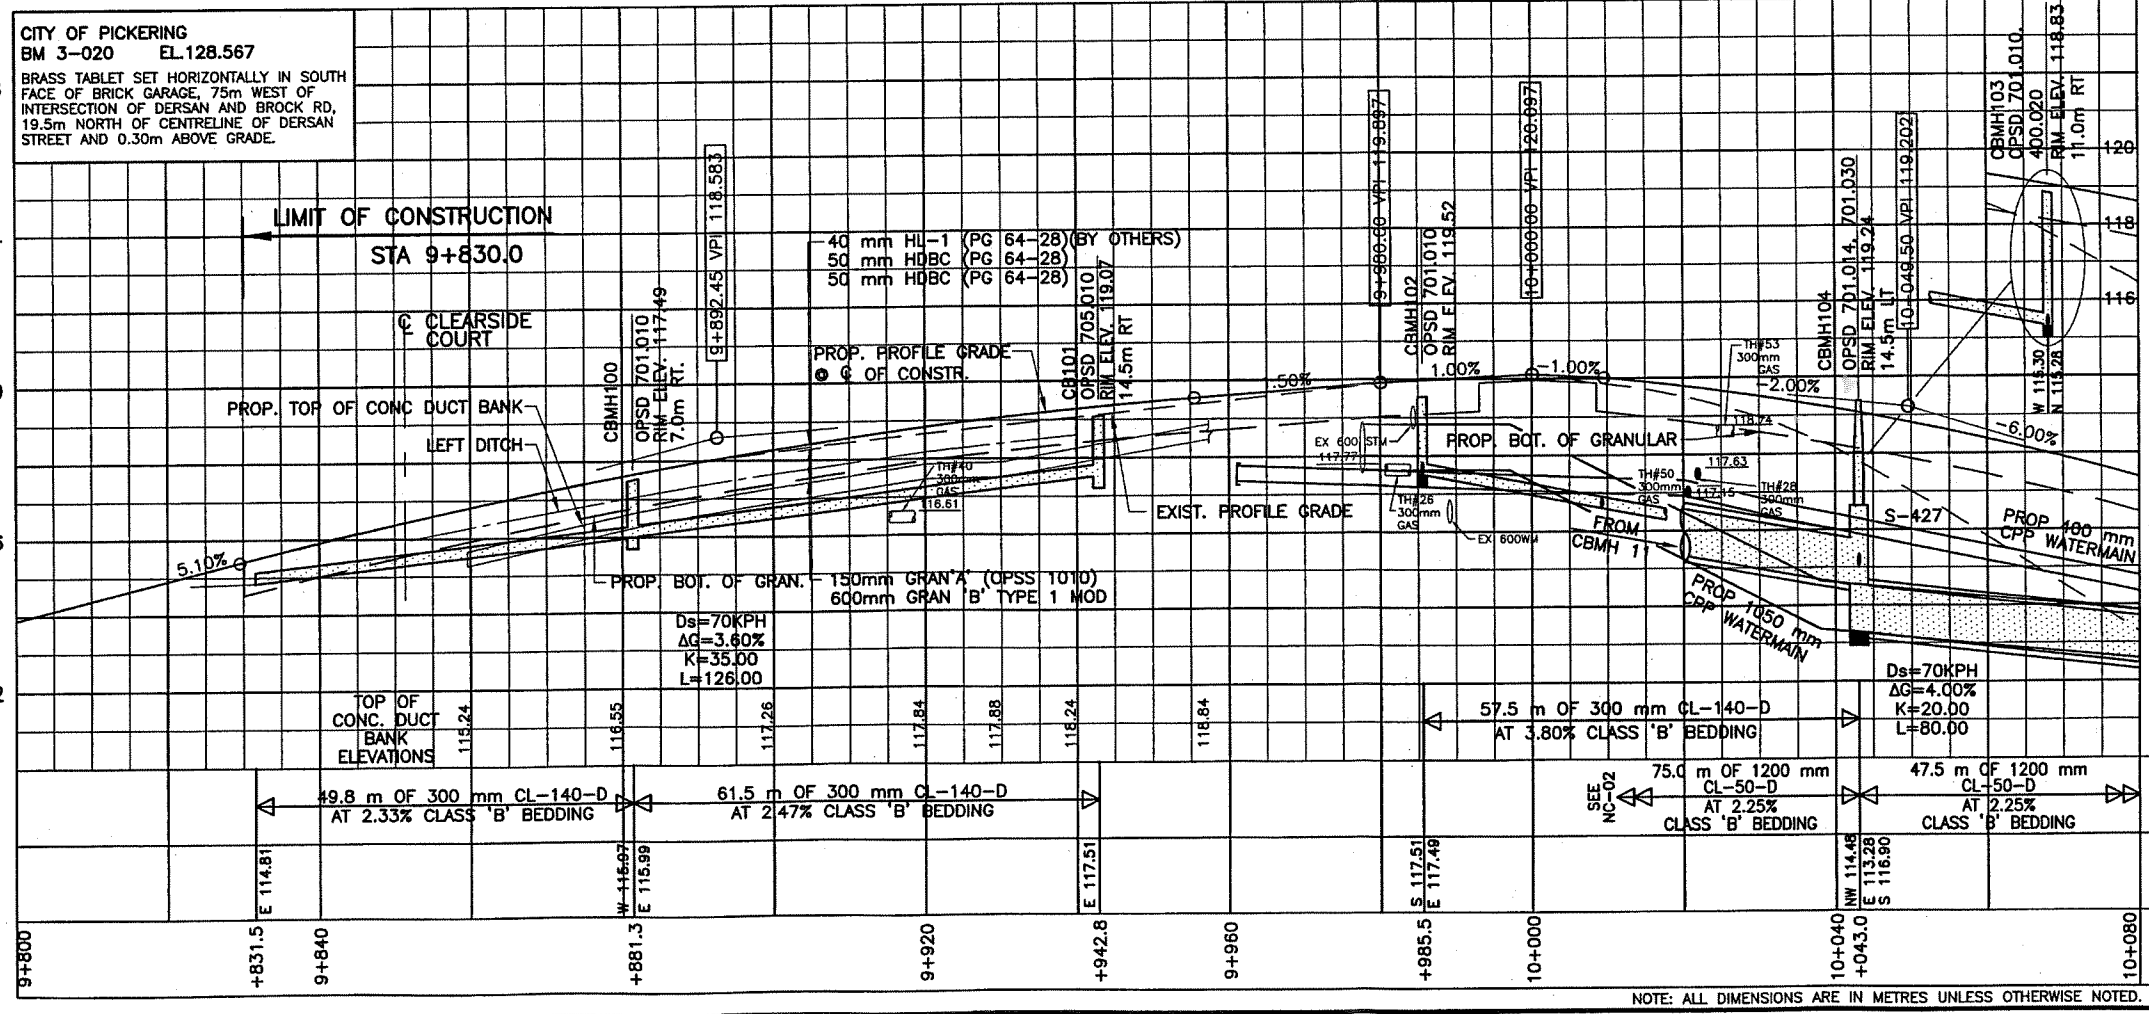 CITY OF PICKERING
BM 3-020 EL.128.567
BRASS TABLET SET HORIZONTALLY IN SOUTH
FACE OF BRICK GARAGE, 75m WEST OF
INTERSECTION OF DERSAN AND BROCK RD,
19.5m NORTH OF CENTRELINE OF DERSAN
STREET AND 0.30m ABOVE GRADE.
LIMIT OF CONSTRUCTION
STA 9+830.0
℄ CLEARSIDE
COURT
PROP. TOP OF CONC DUCT BANK
LEFT DITCH
5.10%
CBMH100
OPSD 701.010
RIM ELEV. 117.49
7.0m RT.
9+892.45 VPI 118.583
40 mm HL-1 (PG 64-28)(BY OTHERS)
50 mm HDBC (PG 64-28)
50 mm HDBC (PG 64-28)
PROP. PROFILE GRADE
@ ℄ OF CONSTR.
CB101
OPSD 705.010
RIM ELEV. 119.07
14.5m RT
TH#40
300mm
GAS
116.61
EXIST. PROFILE GRADE
PROP. BOT. OF GRAN.
150mm GRAN'A' (OPSS 1010)
600mm GRAN 'B' TYPE 1 MOD
Ds=70KPH
ΔG=3.60%
K=35.00
L=126.00
.50%
9+980.00 VPI 119.897
CBMH102
OPSD 701.010
RIM ELEV. 119.52
1.00%
10+000.00 VPI 120.097
-1.00%
EX 600 STM
117.77
TH#26
300mm
GAS
EX 600WM
PROP. BOT. OF GRANULAR
FROM
CBMH 11
TH#53
300mm
GAS
118.74
-2.00%
TH#50
300mm
GAS
117.63
117.15
TH#28
300mm
GAS
CBMH104
OPSD 701.014, 701.030
RIM ELEV. 119.24
14.5m LT
10+049.50 VPI 119.202
-6.00%
CBMH103
OPSD 701.010,
400.020
RIM ELEV. 118.83
11.0m RT
W 115.30
N 115.28
120
118
116
S-427
PROP 400 mm
CPP WATERMAIN
PROP 1050 mm
CPP WATERMAIN
Ds=70KPH
ΔG=4.00%
K=20.00
L=80.00
TOP OF
CONC. DUCT
BANK
ELEVATIONS
115.24
116.55
117.26
117.84
117.88
118.24
118.84
57.5 m OF 300 mm CL-140-D
AT 3.80% CLASS 'B' BEDDING
49.8 m OF 300 mm CL-140-D
AT 2.33% CLASS 'B' BEDDING
61.5 m OF 300 mm CL-140-D
AT 2.47% CLASS 'B' BEDDING
SEE
NC-02
75.0 m OF 1200 mm
CL-50-D
AT 2.25%
CLASS 'B' BEDDING
47.5 m OF 1200 mm
CL-50-D
AT 2.25%
CLASS 'B' BEDDING
E 114.81
W 115.97
E 115.99
E 117.51
S 117.51
E 117.49
NW 114.48
E 113.28
S 116.90
9+800
+831.5
9+840
+881.3
9+920
+942.8
9+960
+985.5
10+000
10+040
+043.0
10+080
NOTE: ALL DIMENSIONS ARE IN METRES UNLESS OTHERWISE NOTED.